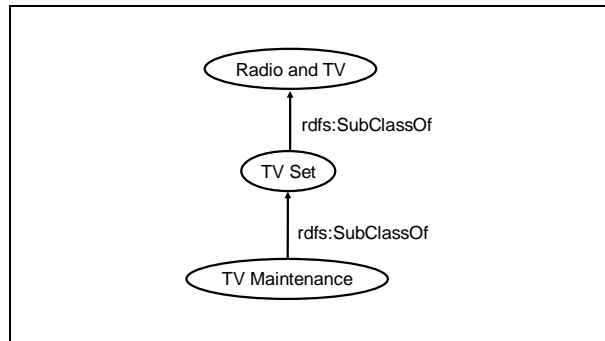 Radio and TV
rdfs:SubClassOf
TV Set
rdfs:SubClassOf
TV Maintenance